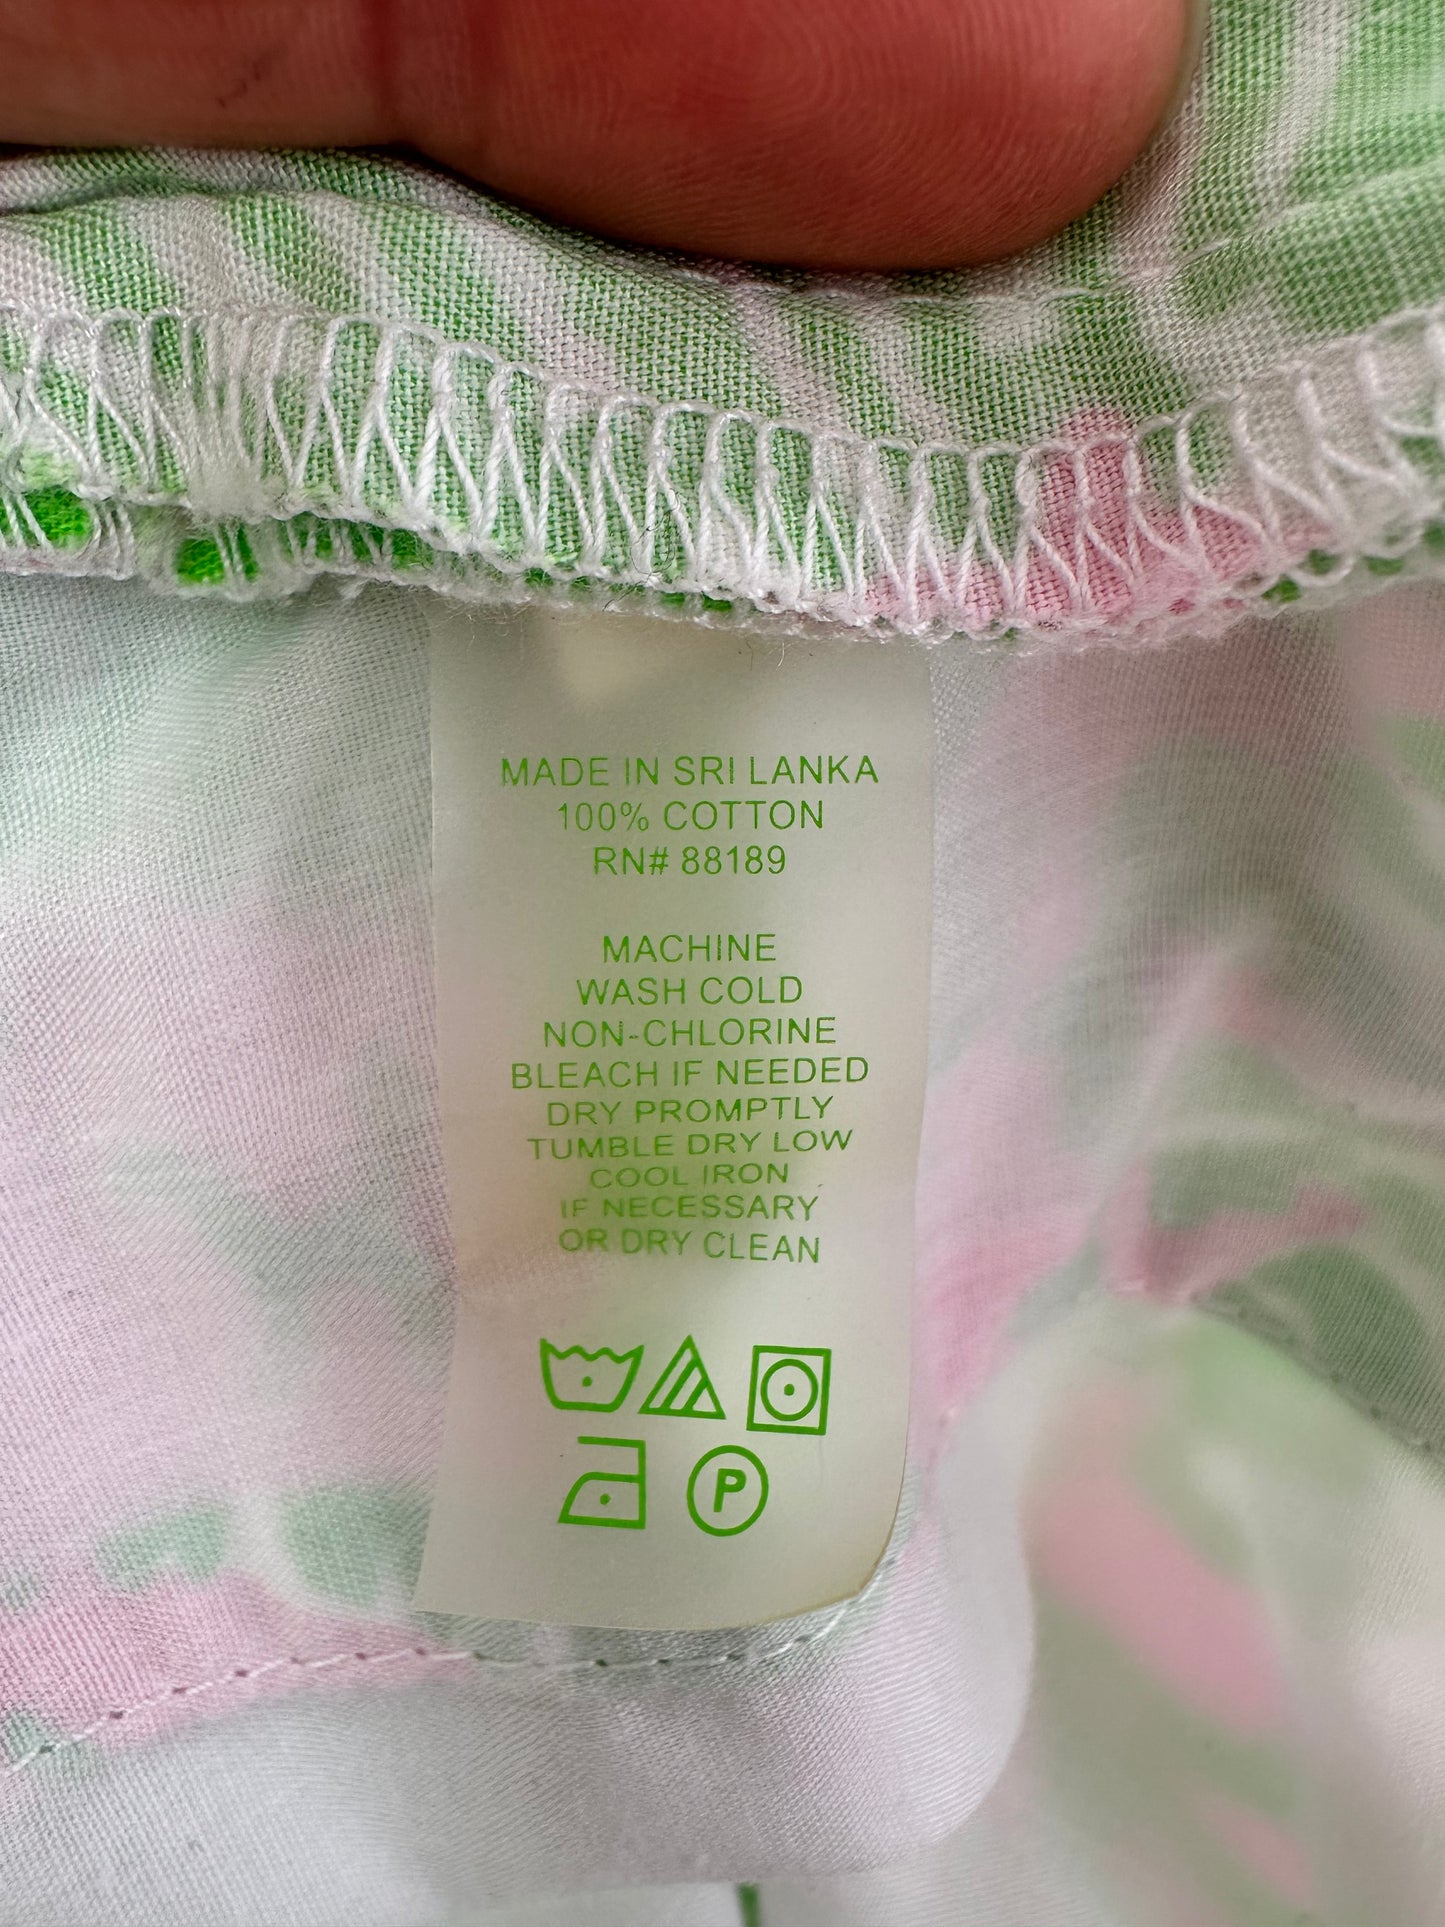 MADE IN SRI LANKA
100% COTTON
RN# 88189
MACHINE
WASH COLD
NON-CHLORINE
BLEACH IF NEEDED
DRY PROMPTLY
TUMBLE DRY LOW
COOL IRON
IF NECESSARY
OR DRY CLEAN
P